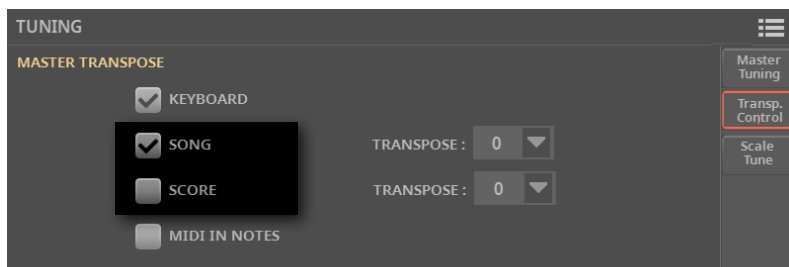 TUNING
MASTER TRANSPOSE
KEYBOARD
SONG TRANSPOSE : 0
SCORE TRANSPOSE : 0
MIDI IN NOTES
Master
Tuning
Transp.
Control
Scale
Tune